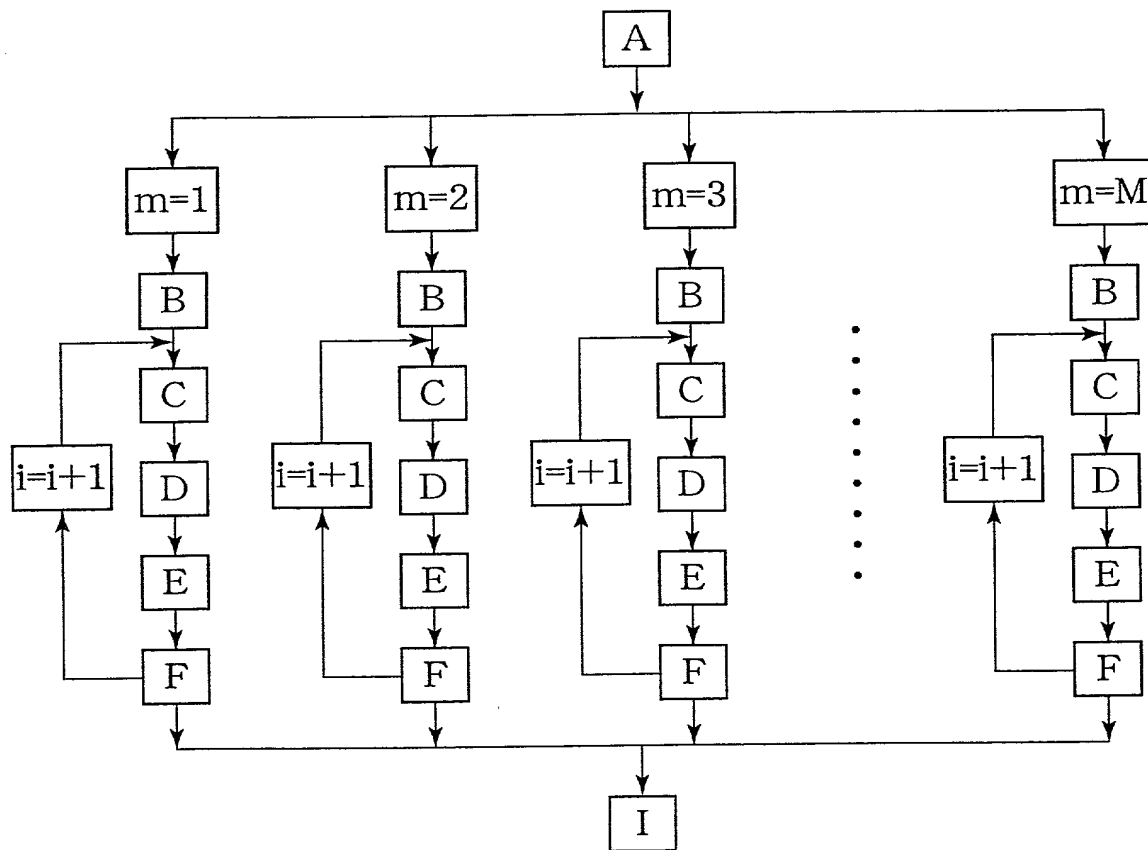 A
m=1 m=2 m=3 m=M
B B B B
C C C C
i=i+1 D i=i+1 D i=i+1 D i=i+1 D
E E E E
F F F F
I